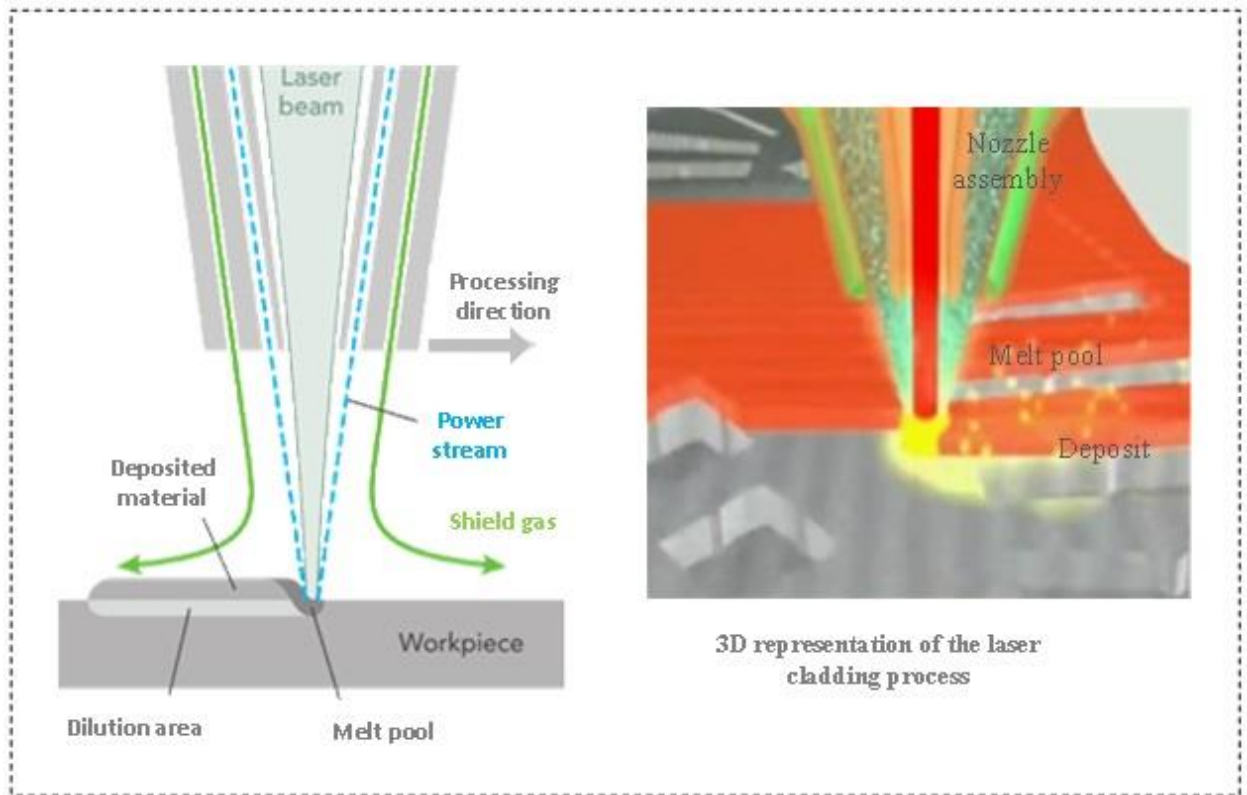 Laser
beam
Processing
direction
Power
stream
Deposited
material
Shield gas
Workpiece
Dilution area
Melt pool
Nozzle
assembly
Melt pool
Deposit
3D representation of the laser
cladding process